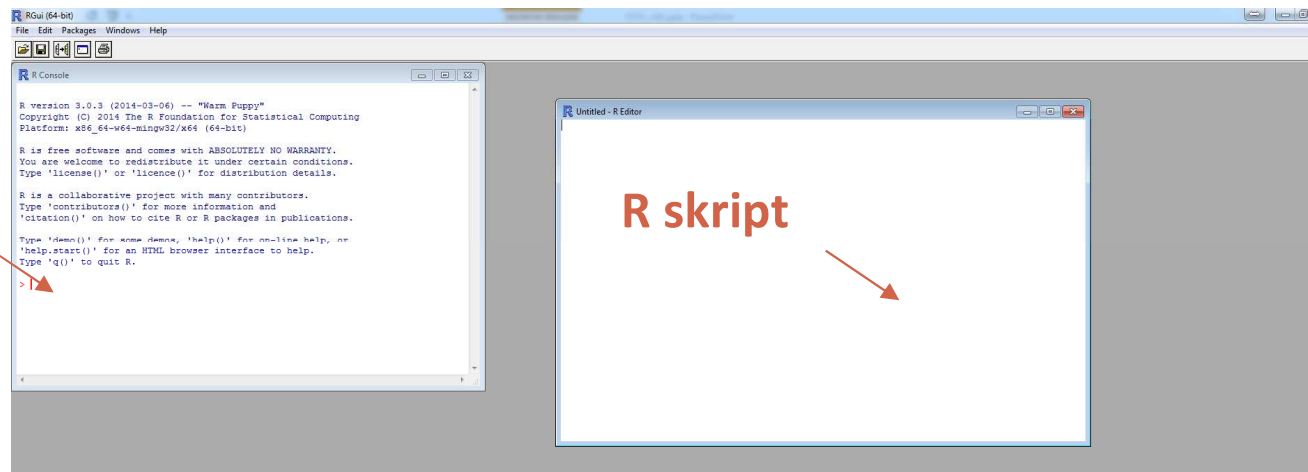 RGui (64-bit)
File Edit Packages Windows Help
R Console
R version 3.0.3 (2014-03-06) -- "Warm Puppy"
Copyright (C) 2014 The R Foundation for Statistical Computing
Platform: x86_64-w64-mingw32/x64 (64-bit)
R is free software and comes with ABSOLUTELY NO WARRANTY.
You are welcome to redistribute it under certain conditions.
Type 'license()' or 'licence()' for distribution details.
R is a collaborative project with many contributors.
Type 'contributors()' for more information and
'citation()' on how to cite R or R packages in publications.
Type 'demo()' for some demos, 'help()' for on-line help, or
'help.start()' for an HTML browser interface to help.
Type 'q()' to quit R.
>
Untitled - R Editor
R skript